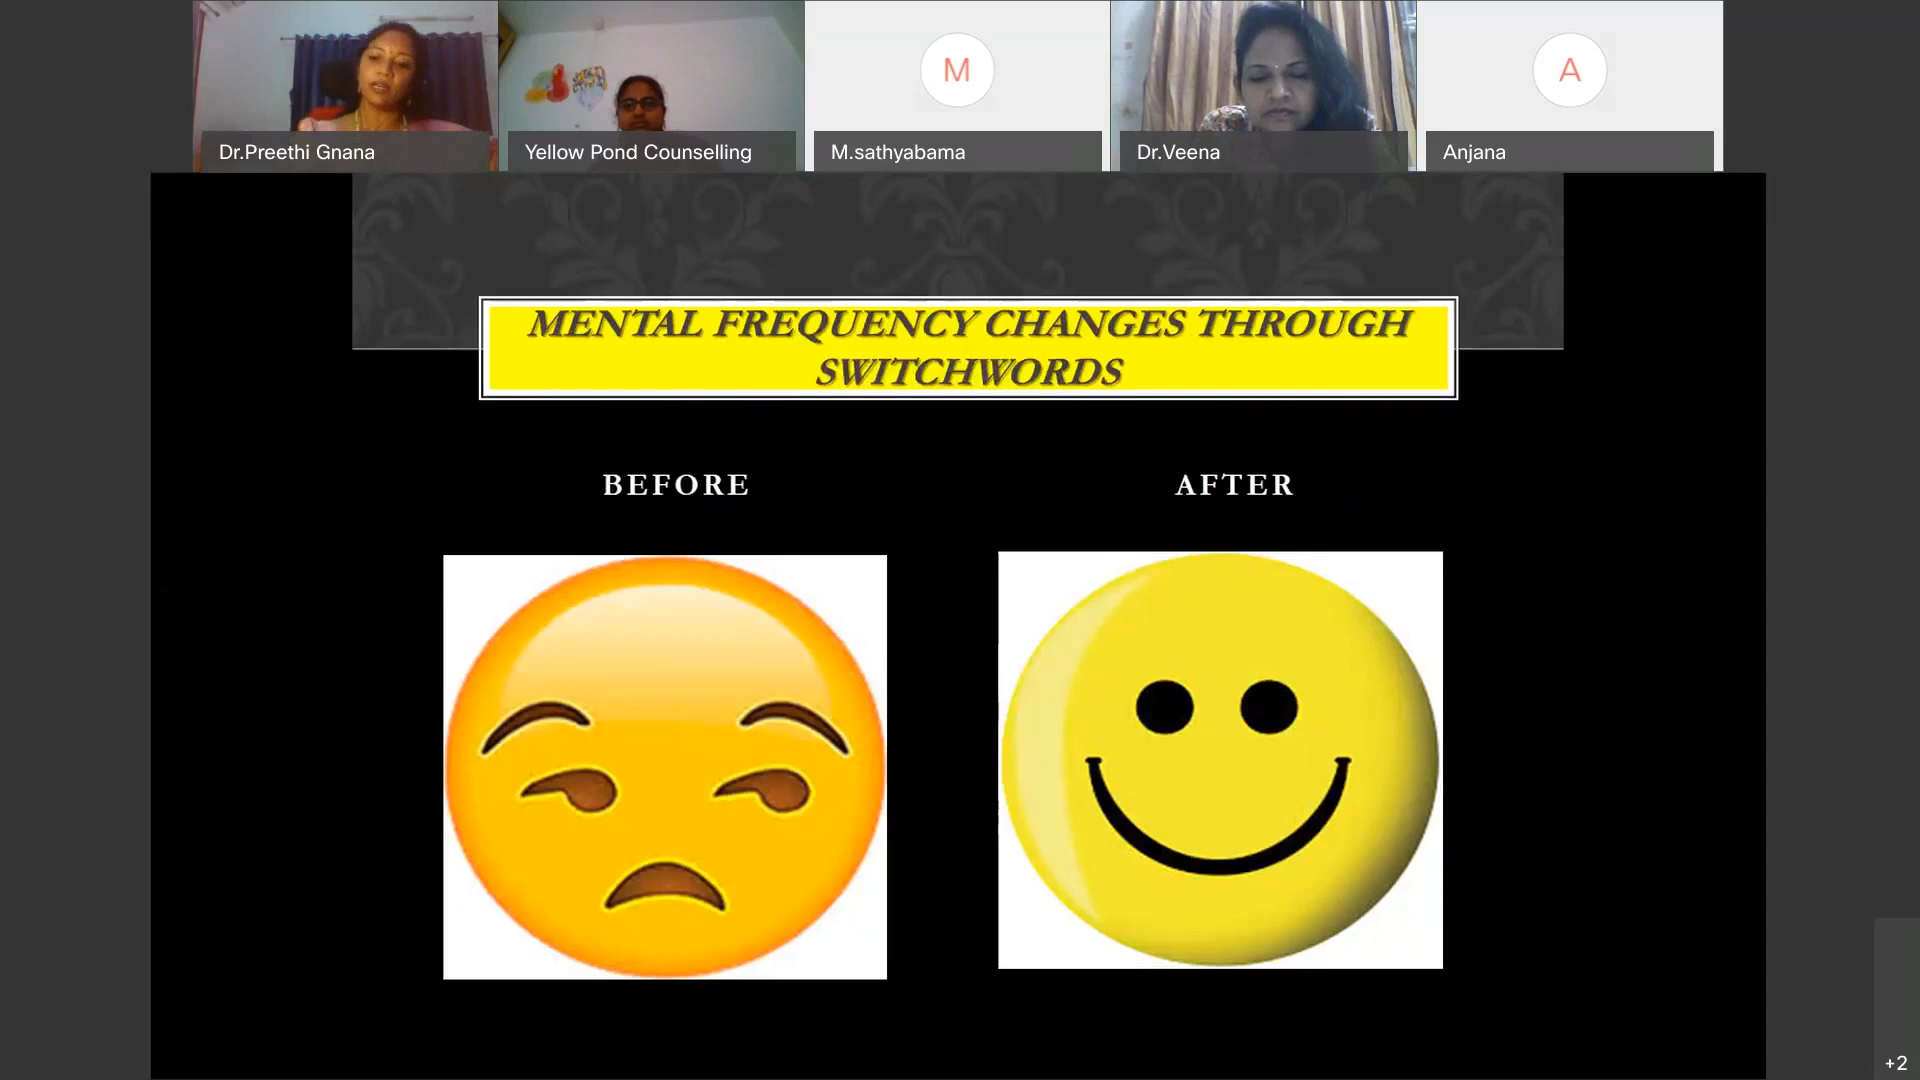 Dr.Preethi Gnana
Yellow Pond Counselling
M
M.sathyabama
Dr.Veena
A
Anjana
MENTAL FREQUENCY CHANGES THROUGH
SWITCHWORDS
BEFORE
AFTER
+2